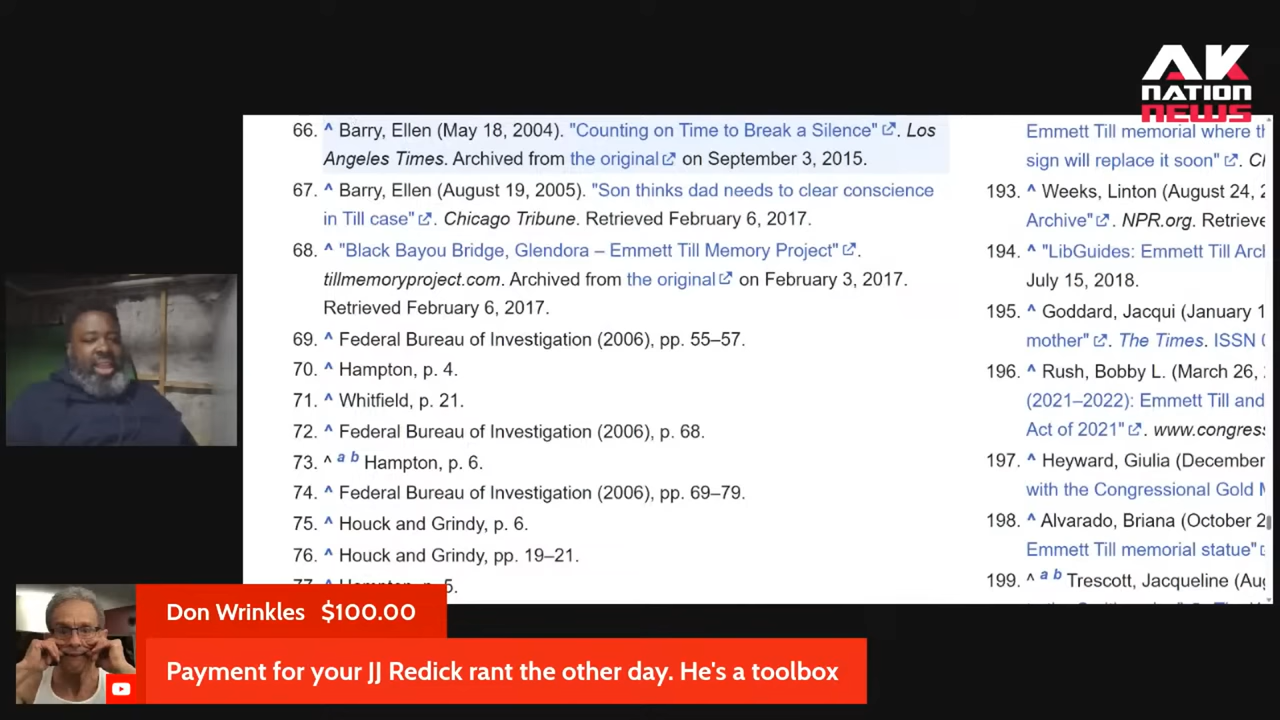 AK
NATION
NEWS
66. ^ Barry, Ellen (May 18, 2004). "Counting on Time to Break a Silence". Los
Angeles Times. Archived from the original on September 3, 2015.
67. ^ Barry, Ellen (August 19, 2005). "Son thinks dad needs to clear conscience
in Till case". Chicago Tribune. Retrieved February 6, 2017.
68. ^ "Black Bayou Bridge, Glendora – Emmett Till Memory Project".
tillmemoryproject.com. Archived from the original on February 3, 2017.
Retrieved February 6, 2017.
69. ^ Federal Bureau of Investigation (2006), pp. 55–57.
70. ^ Hampton, p. 4.
71. ^ Whitfield, p. 21.
72. ^ Federal Bureau of Investigation (2006), p. 68.
73. ^ a b Hampton, p. 6.
74. ^ Federal Bureau of Investigation (2006), pp. 69–79.
75. ^ Houck and Grindy, p. 6.
76. ^ Houck and Grindy, pp. 19–21.
77. ^ Hampton, p. 5.
Emmett Till memorial where th
sign will replace it soon".
193. ^ Weeks, Linton (August 24,
Archive". NPR.org. Retrieve
194. ^ "LibGuides: Emmett Till Arc
July 15, 2018.
195. ^ Goddard, Jacqui (January 1
mother". The Times. ISSN
196. ^ Rush, Bobby L. (March 26,
(2021–2022): Emmett Till and
Act of 2021". www.congres
197. ^ Heyward, Giulia (December
with the Congressional Gold
198. ^ Alvarado, Briana (October 2
Emmett Till memorial statue"
199. ^ a b Trescott, Jacqueline (Aug
Don Wrinkles $100.00
Payment for your JJ Redick rant the other day. He's a toolbox